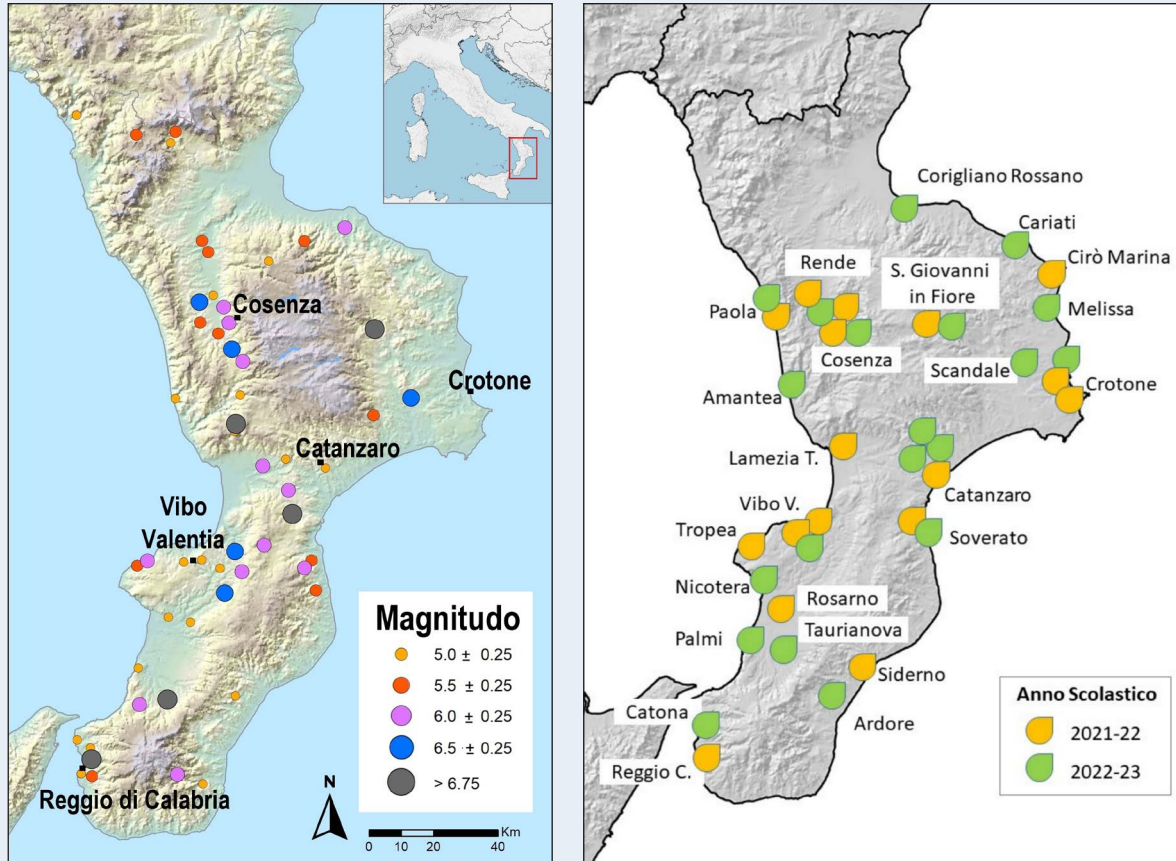 Cosenza
Crotone
Catanzaro
Vibo
Valentia
Reggio di Calabria
Magnitudo
5.0 ± 0.25
5.5 ± 0.25
6.0 ± 0.25
6.5 ± 0.25
> 6.75
N
0 10 20 40 Km
Corigliano Rossano
Cariati
Cirò Marina
Rende
S. Giovanni
in Fiore
Paola
Melissa
Cosenza
Scandale
Crotone
Amantea
Lamezia T.
Catanzaro
Vibo V.
Tropea
Soverato
Nicotera
Rosarno
Taurianova
Palmi
Siderno
Ardore
Catona
Reggio C.
Anno Scolastico
2021-22
2022-23